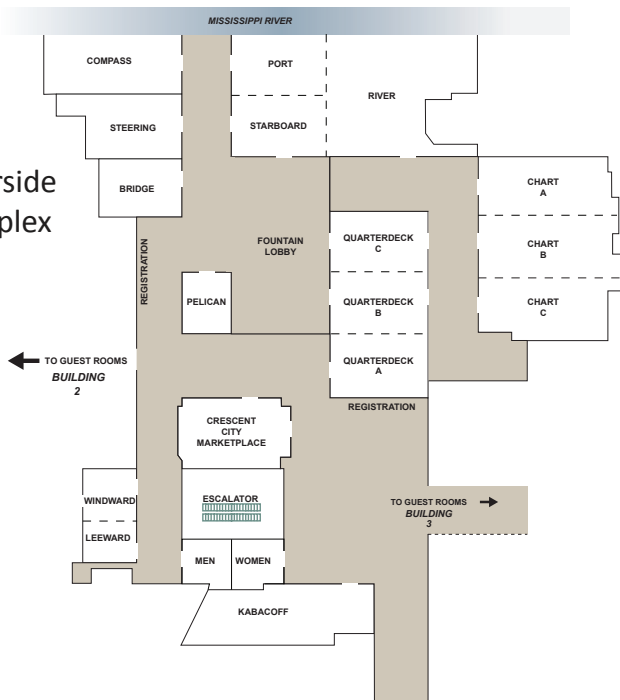 MISSISSIPPI RIVER
COMPASS
PORT
RIVER
STEERING
STARBOARD
rside
plex
BRIDGE
CHART
A
CHART
B
CHART
C
REGISTRATION
FOUNTAIN
LOBBY
QUARTERDECK
C
PELICAN
QUARTERDECK
B
TO GUEST ROOMS
BUILDING
2
QUARTERDECK
A
REGISTRATION
CRESCENT
CITY
MARKETPLACE
WINDWARD
LEEWARD
ESCALATOR
TO GUEST ROOMS
BUILDING
3
MEN
WOMEN
KABACOFF